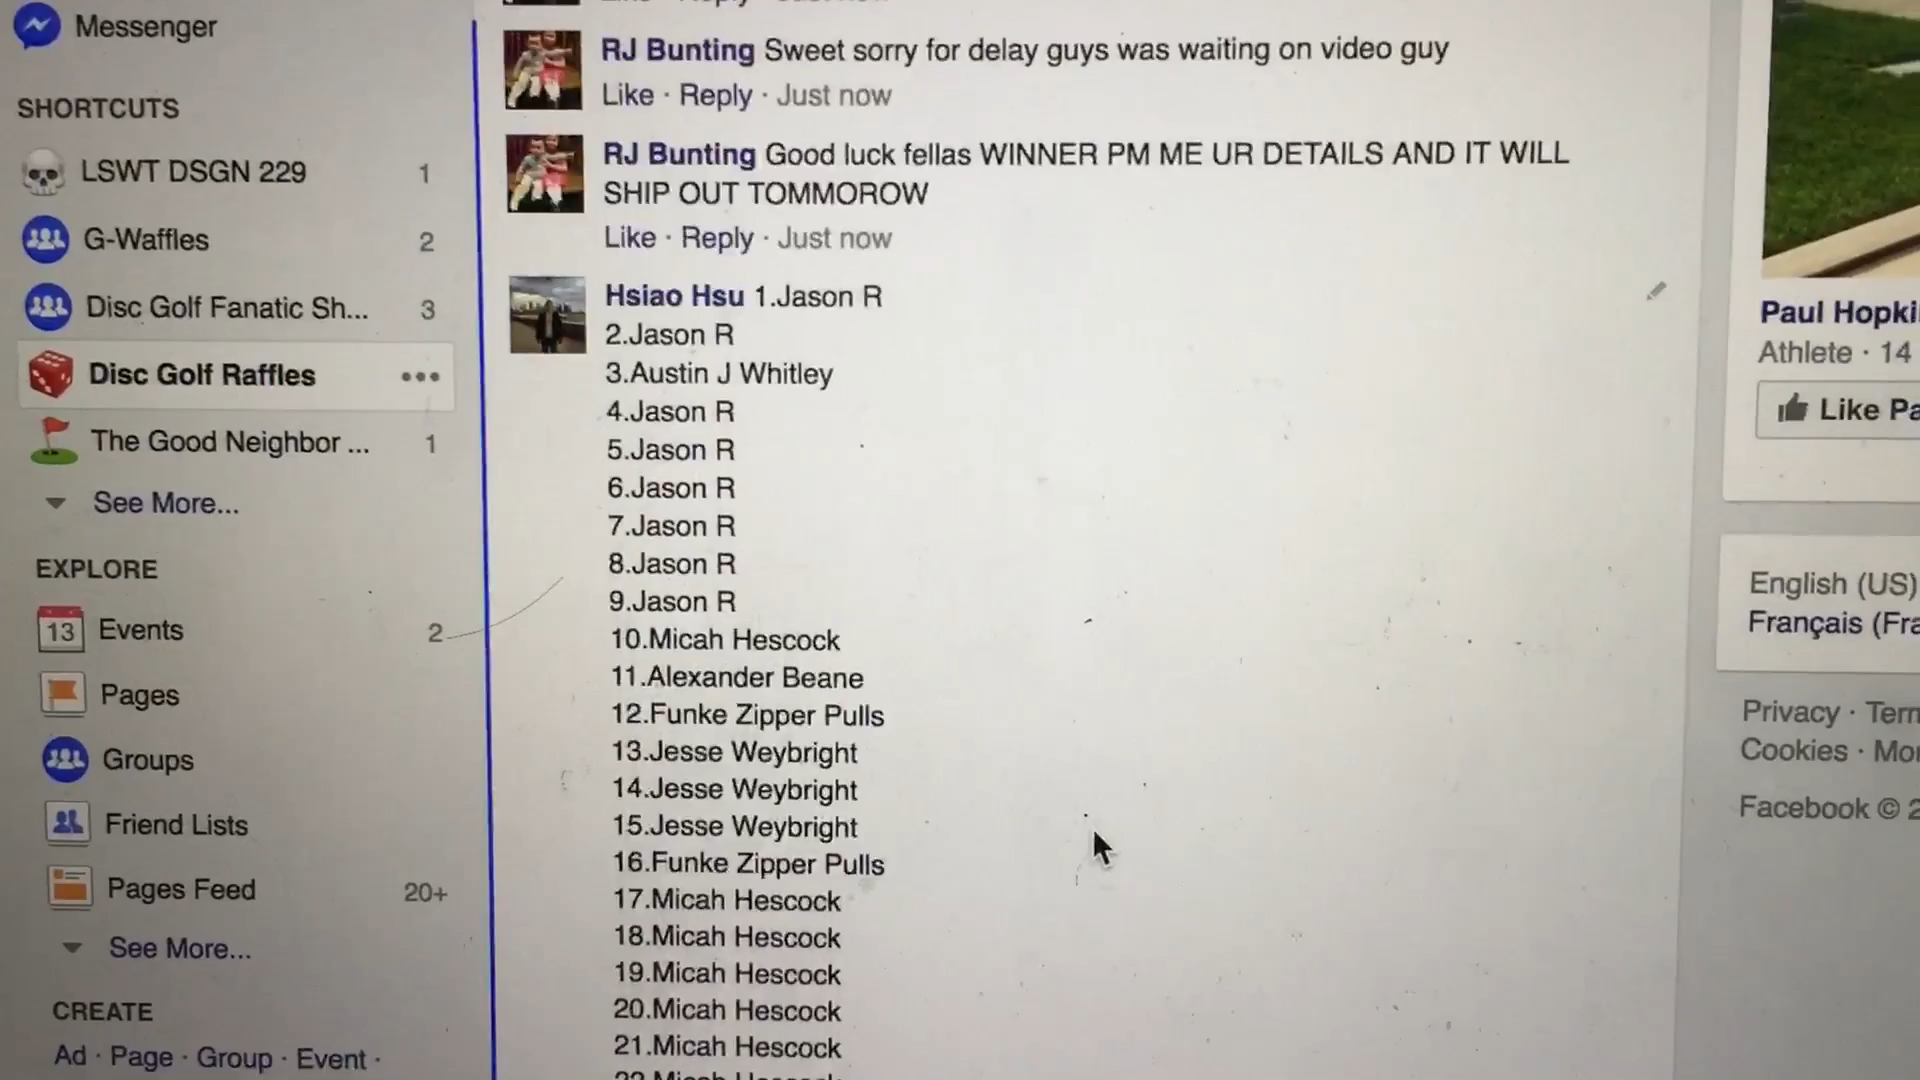 Messenger
SHORTCUTS
LSWT DSGN 229 1
G-Waffles 2
Disc Golf Fanatic Sh... 3
Disc Golf Raffles
The Good Neighbor ... 1
See More...
EXPLORE
13 Events 2
Pages
Groups
Friend Lists
Pages Feed 20+
See More...
CREATE
Ad · Page · Group · Event ·
RJ Bunting Sweet sorry for delay guys was waiting on video guy
Like · Reply · Just now
RJ Bunting Good luck fellas WINNER PM ME UR DETAILS AND IT WILL
SHIP OUT TOMMOROW
Like · Reply · Just now
Hsiao Hsu 1.Jason R
2.Jason R
3.Austin J Whitley
4.Jason R
5.Jason R
6.Jason R
7.Jason R
8.Jason R
9.Jason R
10.Micah Hescock
11.Alexander Beane
12.Funke Zipper Pulls
13.Jesse Weybright
14.Jesse Weybright
15.Jesse Weybright
16.Funke Zipper Pulls
17.Micah Hescock
18.Micah Hescock
19.Micah Hescock
20.Micah Hescock
21.Micah Hescock
Paul Hopki
Athlete · 14
Like Pa
English (US)
Français (Fra
Privacy · Term
Cookies · Mor
Facebook © 2